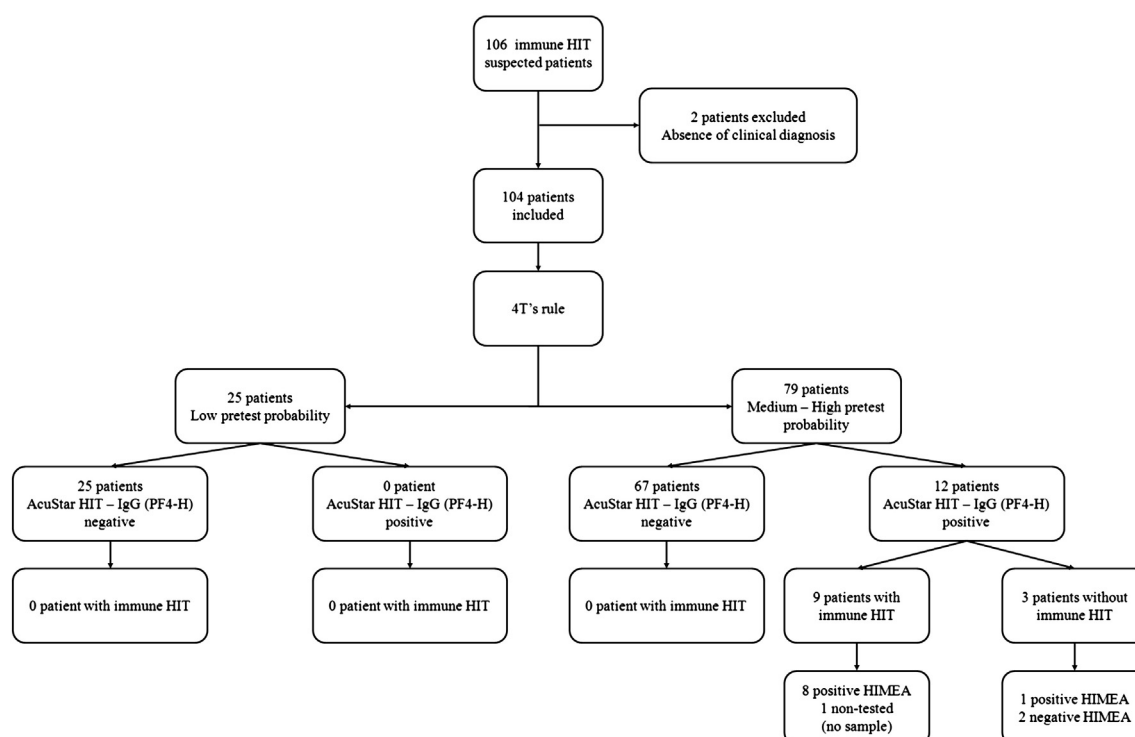 106 immune HIT
suspected patients
2 patients excluded
Absence of clinical diagnosis
104 patients
included
4T's rule
25 patients
Low pretest probability
79 patients
Medium – High pretest
probability
25 patients
AcuStar HIT – IgG (PF4-H)
negative
0 patient
AcuStar HIT – IgG (PF4-H)
positive
67 patients
AcuStar HIT – IgG (PF4-H)
negative
12 patients
AcuStar HIT – IgG (PF4-H)
positive
0 patient with immune HIT
0 patient with immune HIT
0 patient with immune HIT
9 patients with
immune HIT
3 patients without
immune HIT
8 positive HIMEA
1 non-tested
(no sample)
1 positive HIMEA
2 negative HIMEA